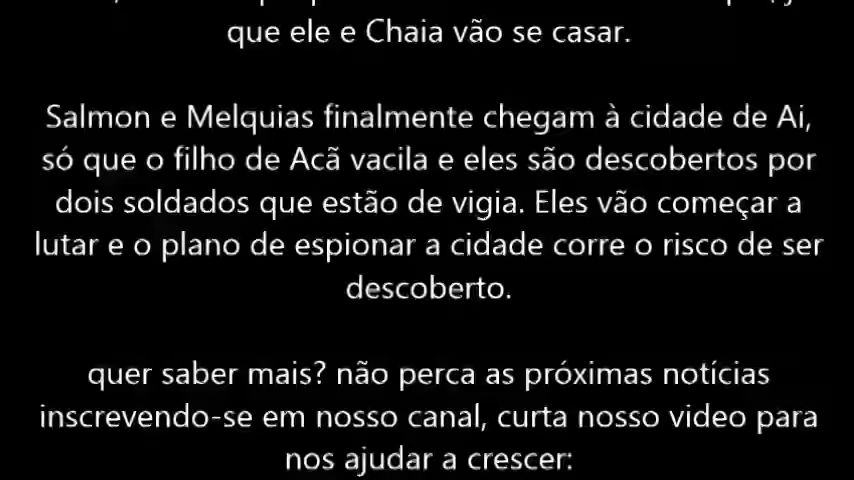 que ele e Chaia vão se casar.
Salmon e Melquias finalmente chegam à cidade de Ai,
só que o filho de Acã vacila e eles são descobertos por
dois soldados que estão de vigia. Eles vão começar a
lutar e o plano de espionar a cidade corre o risco de ser
descoberto.
quer saber mais? não perca as próximas notícias
inscrevendo-se em nosso canal, curta nosso video para
nos ajudar a crescer: